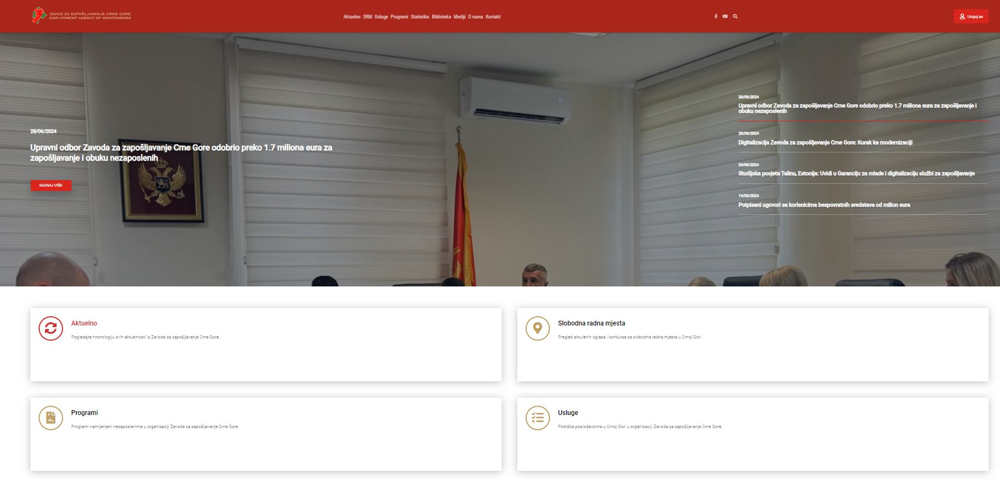 ZAVOD ZA ZAPOŠLJAVANJE CRNE GORE
EMPLOYMENT AGENCY OF MONTENEGRO
Aktuelno SRM Usluge Programi Statistika Biblioteka Mediji O nama Kontakt
Uloguj se
28/06/2024
Upravni odbor Zavoda za zapošljavanje Crne Gore odobrio preko 1.7 miliona eura za
zapošljavanje i obuku nezaposlenih
SAZNAJ VIŠE
28/06/2024
Upravni odbor Zavoda za zapošljavanje Crne Gore odobrio preko 1.7 miliona eura za zapošljavanje i
obuku nezaposlenih
28/06/2024
Digitalizacija Zavoda za zapošljavanje Crne Gore: Korak ka modernizaciji
24/06/2024
Studijska posjeta Talinu, Estonija: Uvidi u Garanciju za mlade i digitalizaciju službi za zapošljavanje
14/06/2024
Potpisani ugovori sa korisnicima bespovratnih sredstava od milion eura
Aktuelno
Pogledajte hronologiju svih aktuelnosti iz Zavoda za zapošljavanje Crne Gore.
Slobodna radna mjesta
Pregled aktulenih oglasa i konkursa za slobodna radna mjesta u Crnoj Gori.
Programi
Programi namijenjeni nezaposlenima u organizaciji Zavoda za zapošljavanje Crne Gore.
Usluge
Podrška poslodavcima u Crnoj Gori u organizaciji Zavoda za zapošljavanje Crne Gore.